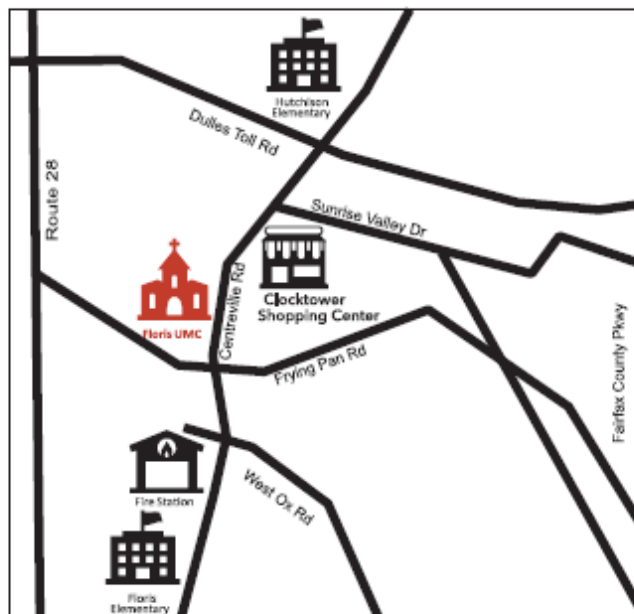 Hutchison
Elementary
Dulles Toll Rd
Route 28
Sunrise Valley Dr
Centreville Rd
Clocktower
Shopping Center
Floris UMC
Frying Pan Rd
Fairfax County Pkwy
Fire Station
West Ox Rd
Floris
Elementary